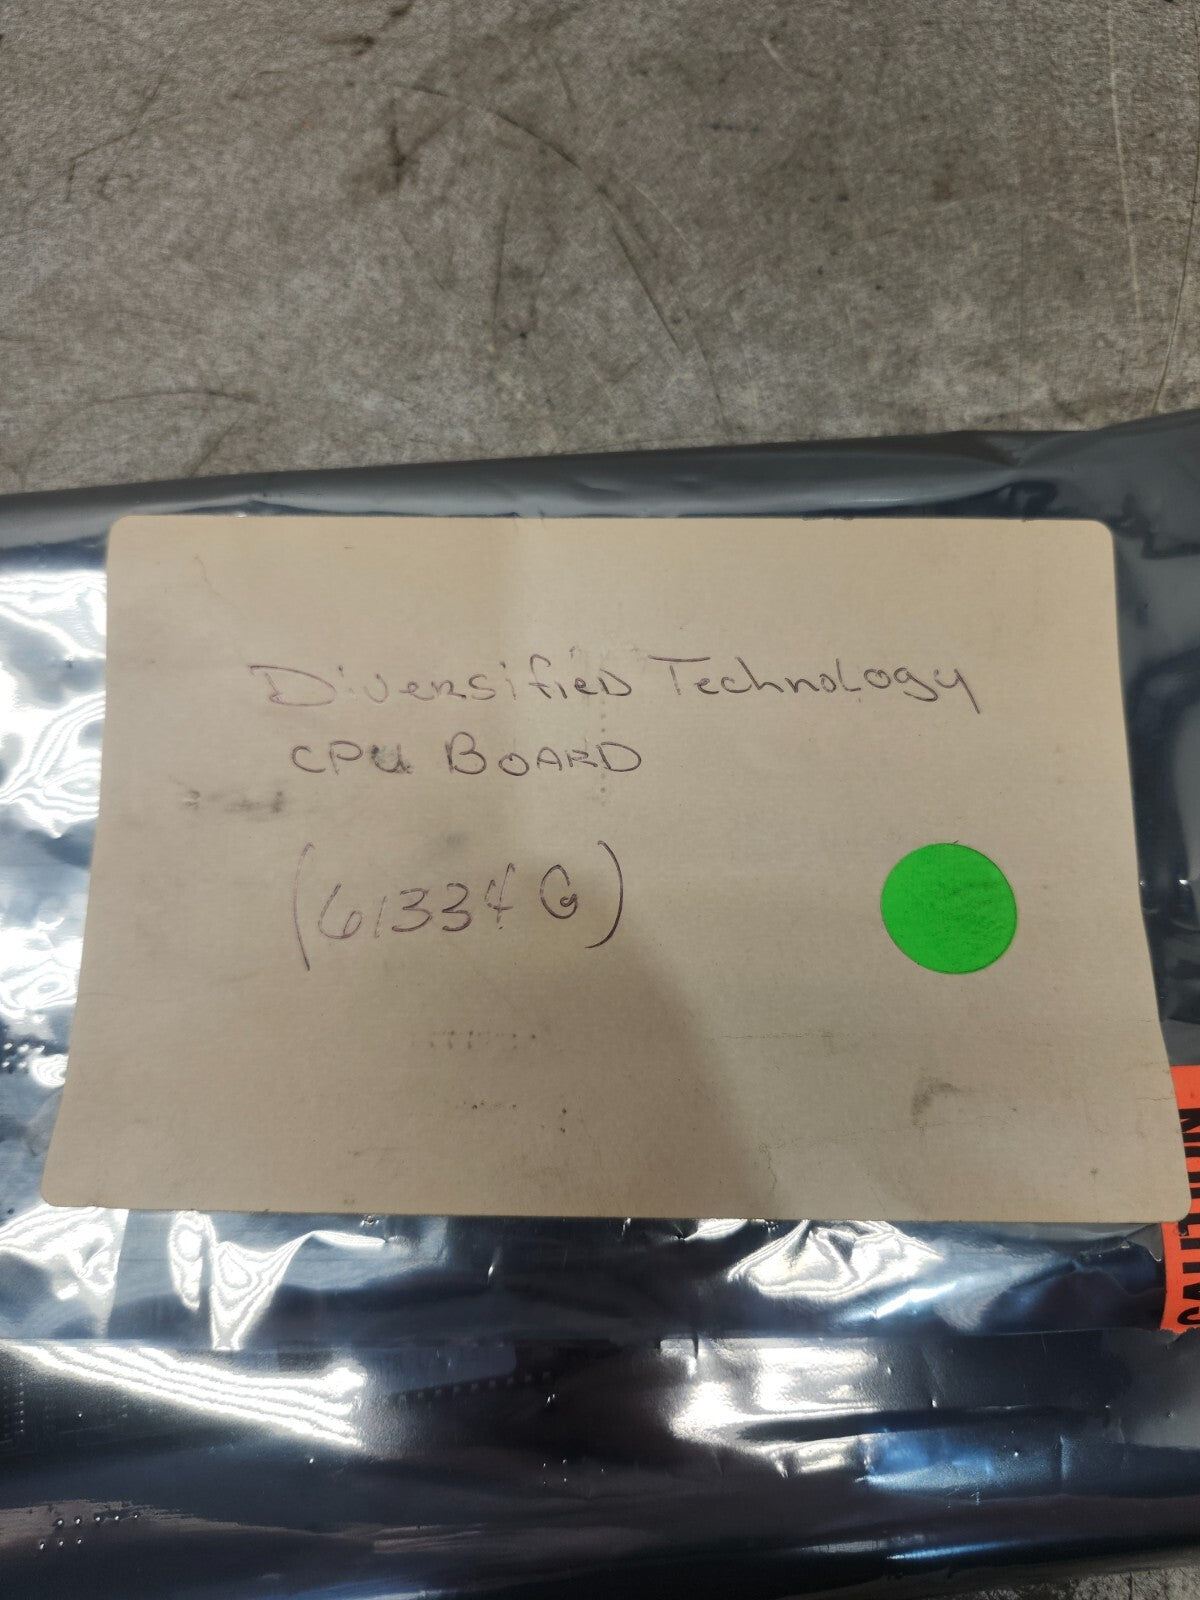 Diversified Technology
CPU BOARD
(61334G)